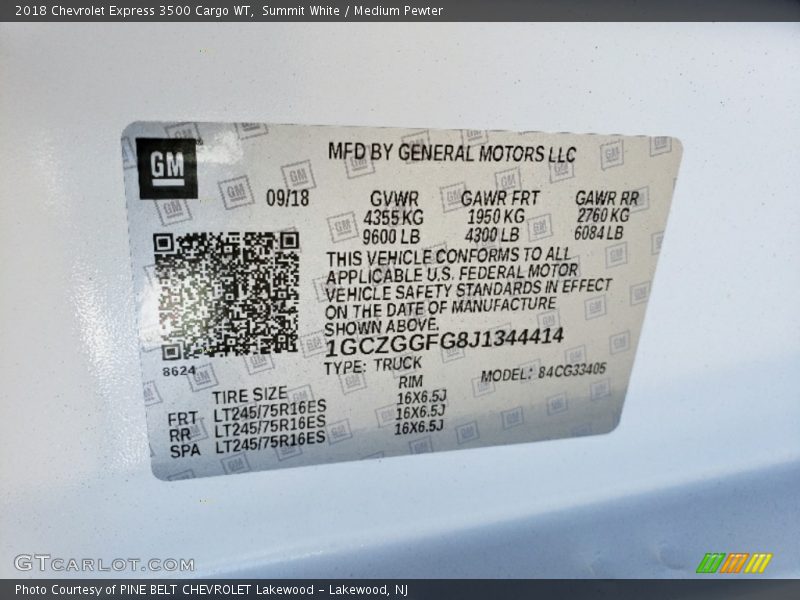 2018 Chevrolet Express 3500 Cargo WT, Summit White / Medium Pewter
GM
MFD BY GENERAL MOTORS LLC
09/18
GVWR GAWR FRT GAWR RR
4355 KG 1950 KG 2760 KG
9600 LB 4300 LB 6084 LB
THIS VEHICLE CONFORMS TO ALL
APPLICABLE U.S. FEDERAL MOTOR
VEHICLE SAFETY STANDARDS IN EFFECT
ON THE DATE OF MANUFACTURE
SHOWN ABOVE.
1GCZGGFG8J1344414
8624
TYPE: TRUCK MODEL: 84CG33405
TIRE SIZE RIM
FRT LT245/75R16ES 16X6.5J
RR LT245/75R16ES 16X6.5J
SPA LT245/75R16ES 16X6.5J
GTCARLOT.COM
Photo Courtesy of PINE BELT CHEVROLET Lakewood - Lakewood, NJ